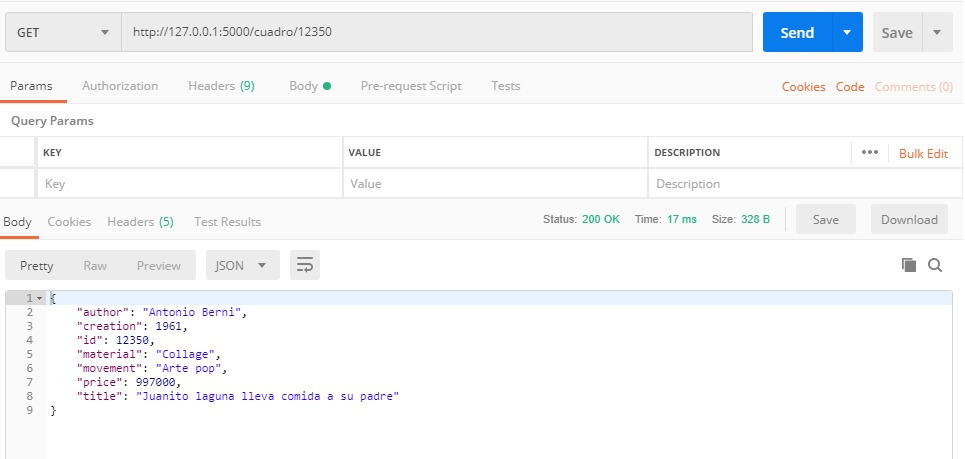 GET http://127.0.0.1:5000/cuadro/12350 Send Save
Params Authorization Headers (9) Body Pre-request Script Tests Cookies Code Comments (0)
Query Params
KEY VALUE DESCRIPTION ••• Bulk Edit
Key Value Description
Body Cookies Headers (5) Test Results Status: 200 OK Time: 17 ms Size: 328 B Save Download
Pretty Raw Preview JSON
1 {
2 "author": "Antonio Berni",
3 "creation": 1961,
4 "id": 12350,
5 "material": "Collage",
6 "movement": "Arte pop",
7 "price": 997000,
8 "title": "Juanito laguna lleva comida a su padre"
9 }